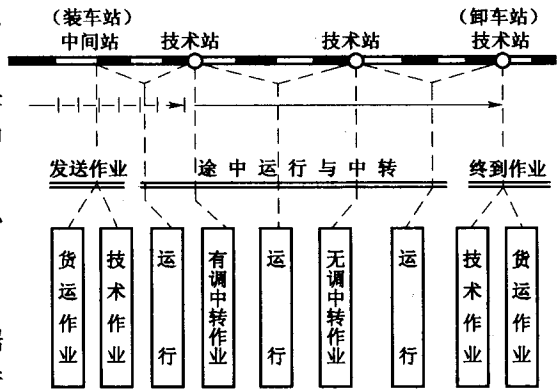 （装车站）
中间站
技术站
技术站
（卸车站）
技术站
发送作业
途中运行与中转
终到作业
货运作业
技术作业
运行
有调中转作业
运行
无调中转作业
运行
技术作业
货运作业